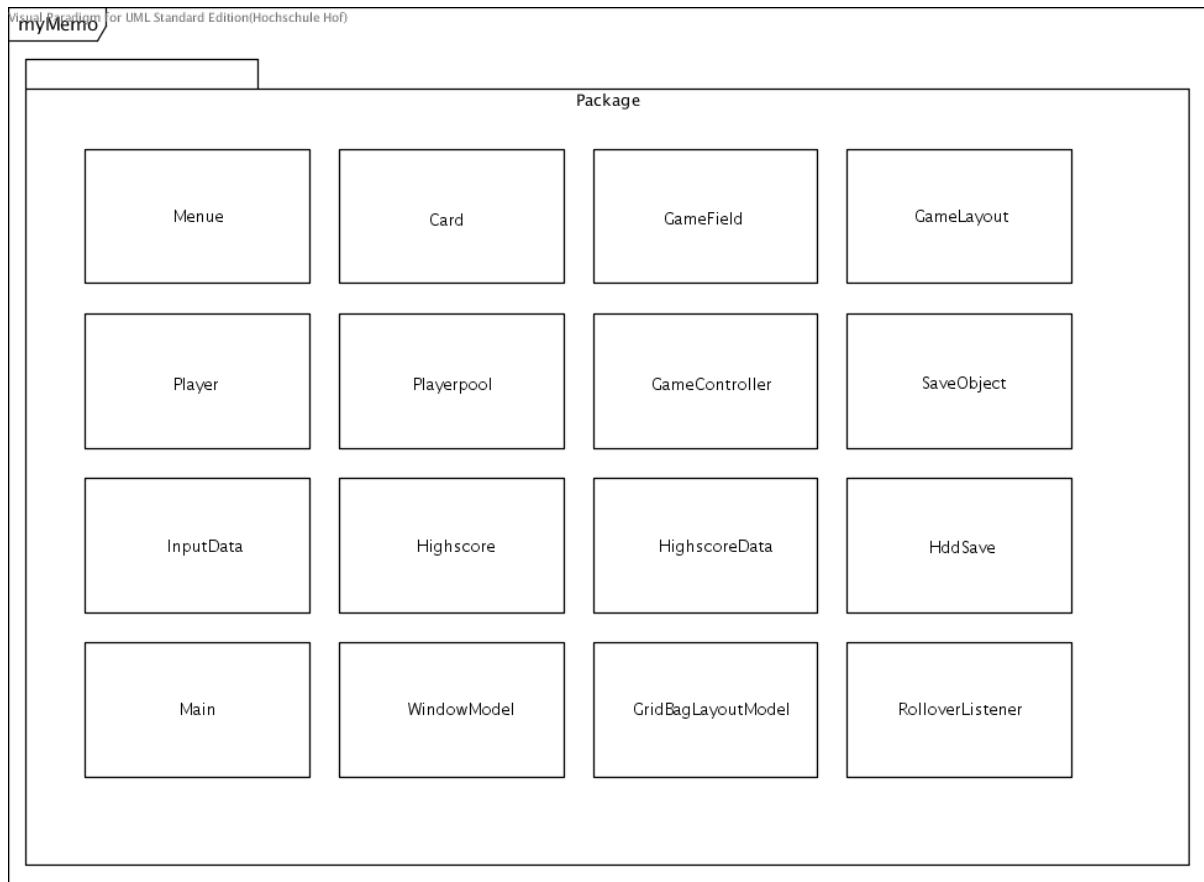 Visual Paradigm for UML Standard Edition(Hochschule Hof)
myMemo
Package
Menue
Card
GameField
GameLayout
Player
Playerpool
GameController
SaveObject
InputData
Highscore
HighscoreData
HddSave
Main
WindowModel
GridBagLayoutModel
RolloverListener